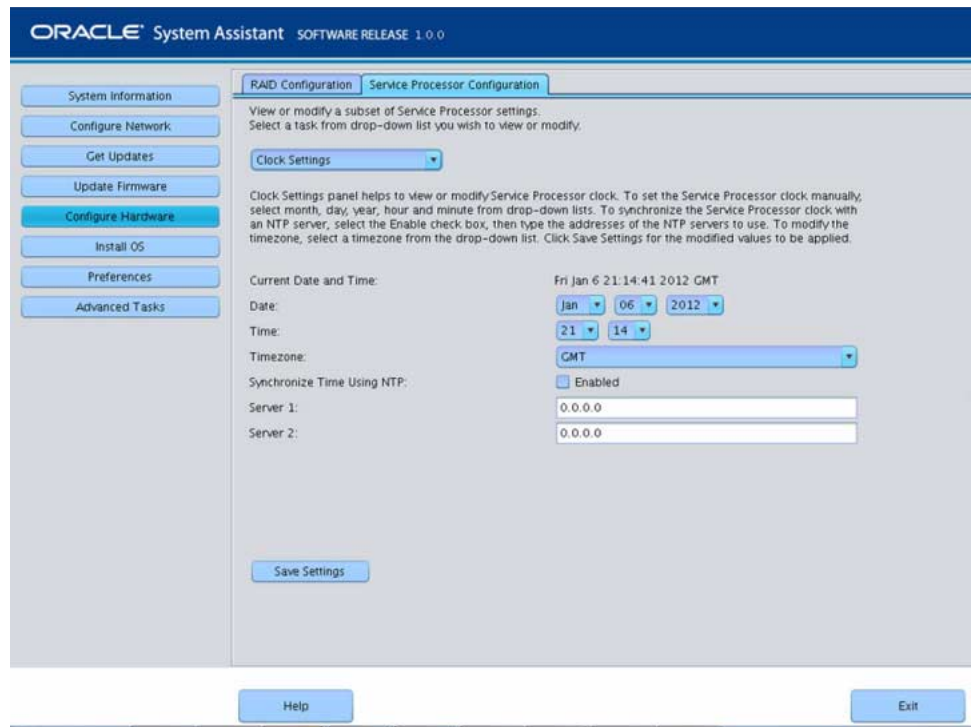 ORACLE® System Assistant SOFTWARE RELEASE 1.0.0
System Information
Configure Network
Get Updates
Update Firmware
Configure Hardware
Install OS
Preferences
Advanced Tasks
RAID Configuration Service Processor Configuration
View or modify a subset of Service Processor settings.
Select a task from drop-down list you wish to view or modify.
Clock Settings
Clock Settings panel helps to view or modify Service Processor clock. To set the Service Processor clock manually,
select month, day, year, hour and minute from drop-down lists. To synchronize the Service Processor clock with
an NTP server, select the Enable check box, then type the addresses of the NTP servers to use. To modify the
timezone, select a timezone from the drop-down list. Click Save Settings for the modified values to be applied.
Current Date and Time: Fri Jan 6 21:14:41 2012 GMT
Date: Jan 06 2012
Time: 21 14
Timezone: GMT
Synchronize Time Using NTP: Enabled
Server 1: 0.0.0.0
Server 2: 0.0.0.0
Save Settings
Help Exit